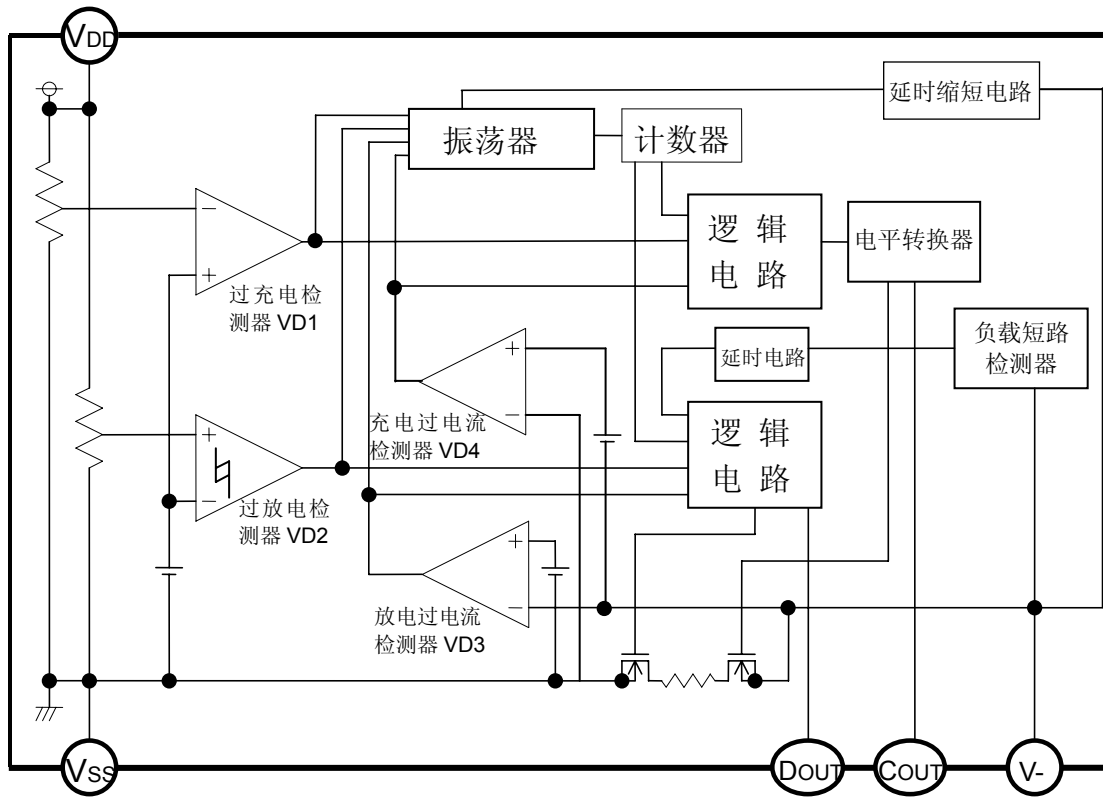 VDD
延时缩短电路
振荡器
计数器
−
+
过充电检
测器 VD1
逻 辑
电 路
电平转换器
负载短路
检测器
延时电路
+
−
充电过电流
检测器 VD4
+
−
过放电检
测器 VD2
逻 辑
电 路
+
−
放电过电流
检测器 VD3
VSS
DOUT
COUT
V-